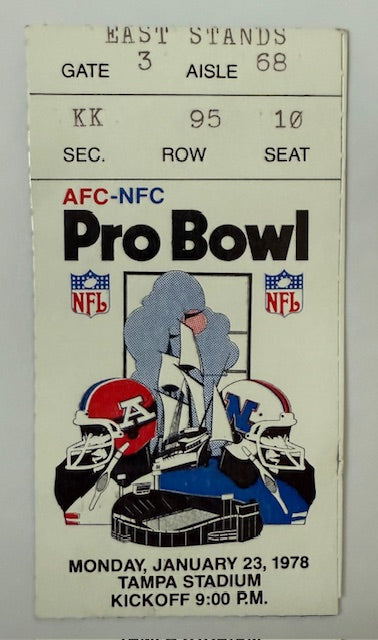 EAST STANDS
GATE 3 AISLE 68
KK 95 10
SEC. ROW SEAT
AFC-NFC
Pro Bowl
NFL NFL
A N
MONDAY, JANUARY 23, 1978
TAMPA STADIUM
KICKOFF 9:00 P.M.